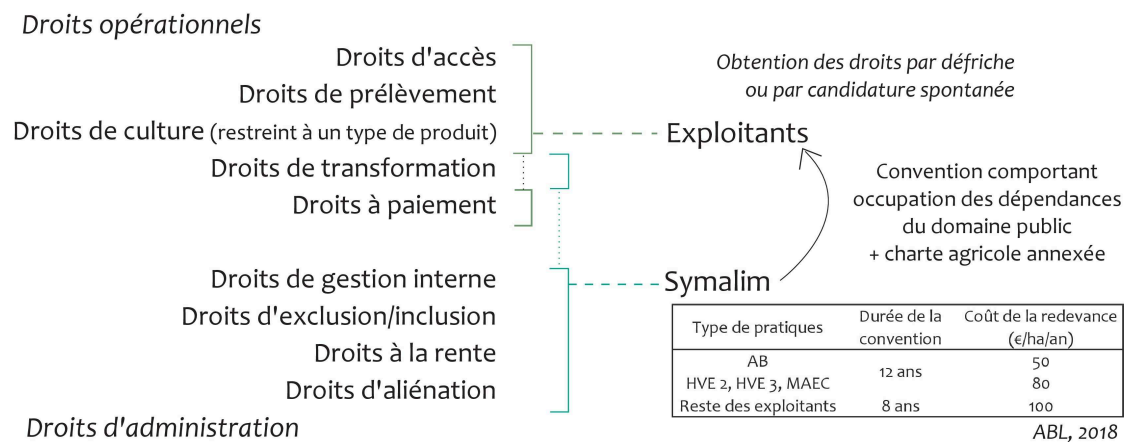 Droits opérationnels
Droits d'accès
Droits de prélèvement
Droits de culture (restreint à un type de produit)
Droits de transformation
Droits à paiement
Droits de gestion interne
Droits d'exclusion/inclusion
Droits à la rente
Droits d'aliénation
Droits d'administration
Obtention des droits par défriche
ou par candidature spontanée
Exploitants
Convention comportant
occupation des dépendances
du domaine public
+ charte agricole annexée
Symalim
Type de pratiques
Durée de la
convention
Coût de la redevance
(€/ha/an)
AB
12 ans
50
HVE 2, HVE 3, MAEC
80
Reste des exploitants
8 ans
100
ABL, 2018